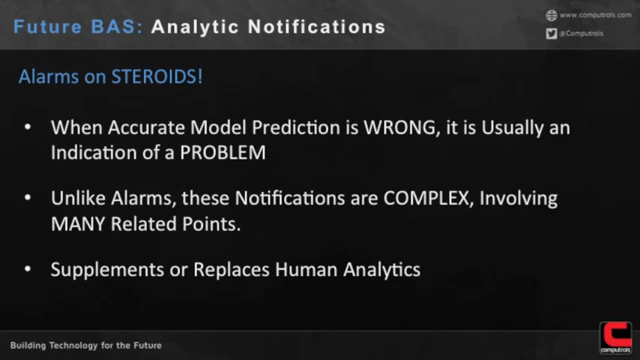 Future BAS: Analytic Notifications
www.computrols.com
@Computrols
Alarms on STEROIDS!
• When Accurate Model Prediction is WRONG, it is Usually an
Indication of a PROBLEM
• Unlike Alarms, these Notifications are COMPLEX, Involving
MANY Related Points.
• Supplements or Replaces Human Analytics
computrols
Building Technology for the Future